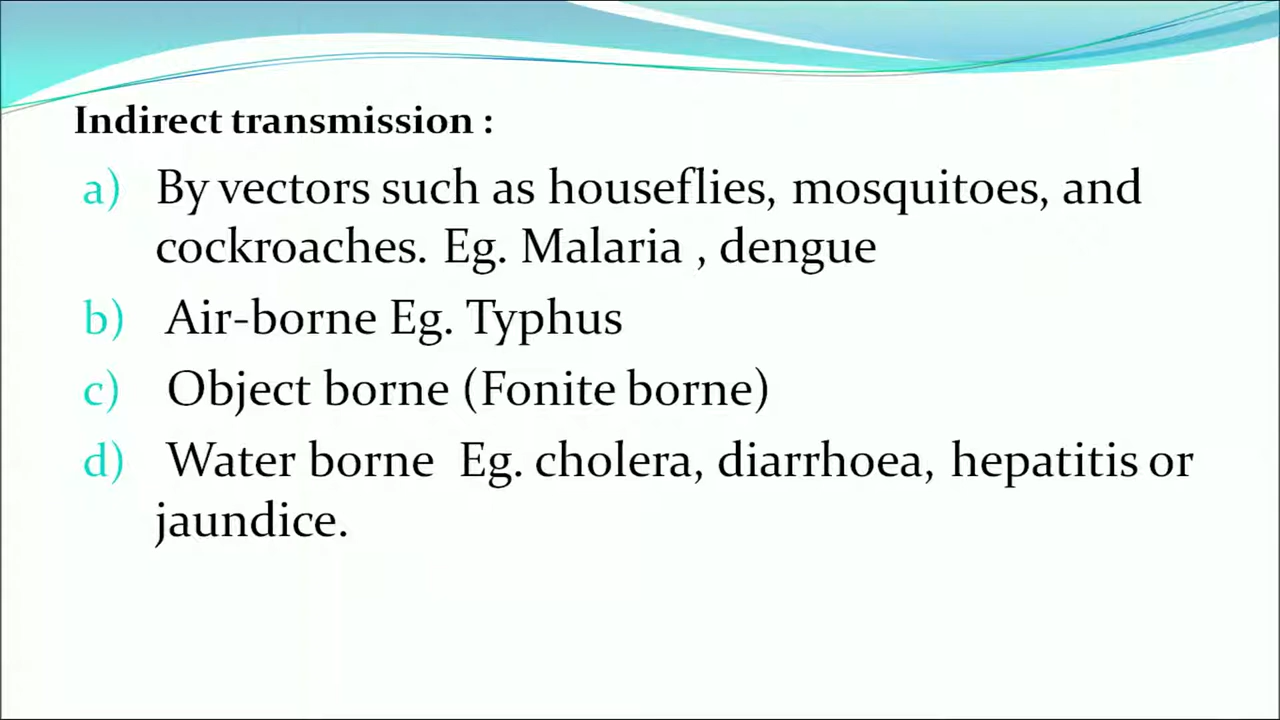 Indirect transmission :
a) By vectors such as houseflies, mosquitoes, and
cockroaches. Eg. Malaria , dengue
b) Air-borne Eg. Typhus
c) Object borne (Fonite borne)
d) Water borne Eg. cholera, diarrhoea, hepatitis or
jaundice.